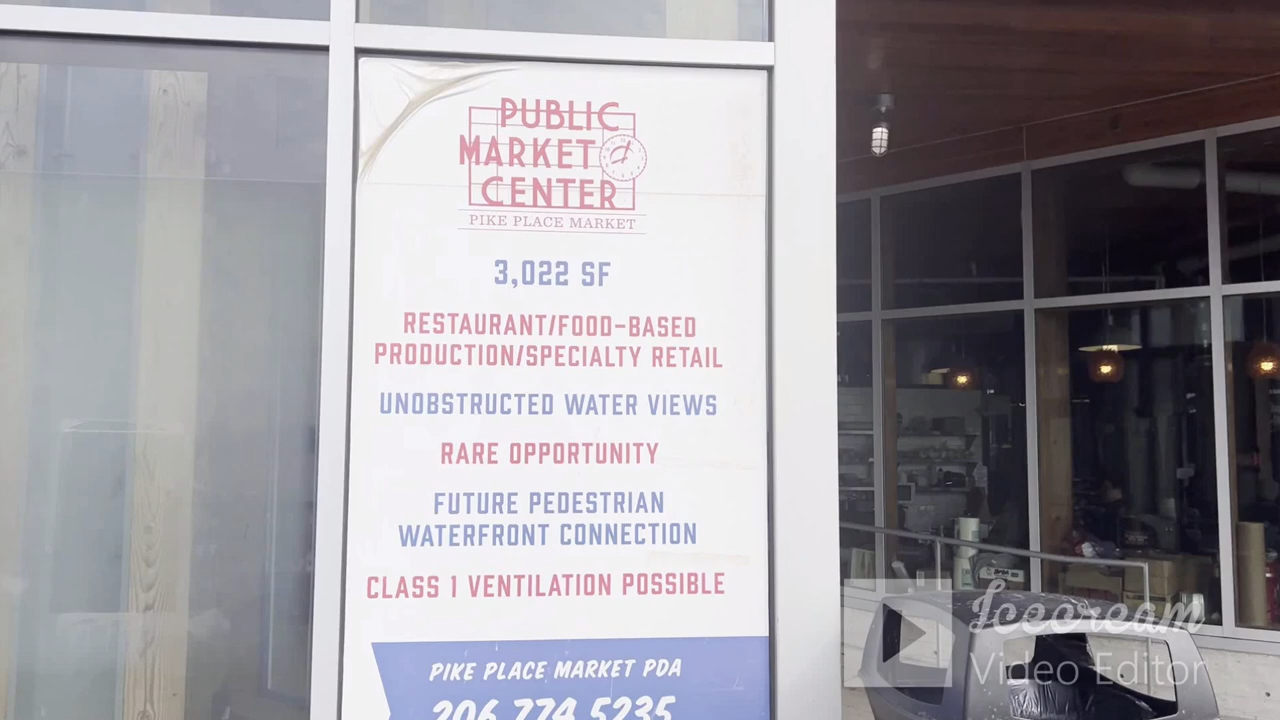 PUBLIC
MARKET
CENTER
PIKE PLACE MARKET
3,022 SF
RESTAURANT/FOOD-BASED
PRODUCTION/SPECIALTY RETAIL
UNOBSTRUCTED WATER VIEWS
RARE OPPORTUNITY
FUTURE PEDESTRIAN
WATERFRONT CONNECTION
CLASS 1 VENTILATION POSSIBLE
PIKE PLACE MARKET PDA
206.774.5235
Icecream
Video Editor